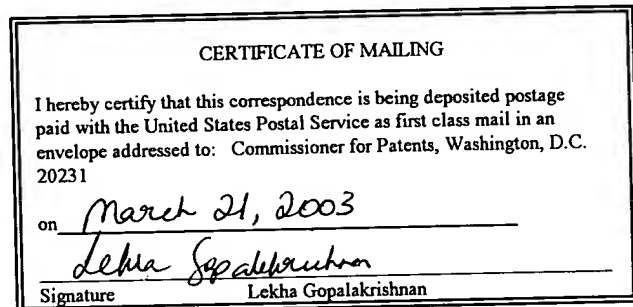 CERTIFICATE OF MAILING
I hereby certify that this correspondence is being deposited postage
paid with the United States Postal Service as first class mail in an
envelope addressed to: Commissioner for Patents, Washington, D.C.
20231
on March 21, 2003
Lekha Gopalakrishnan
Signature Lekha Gopalakrishnan